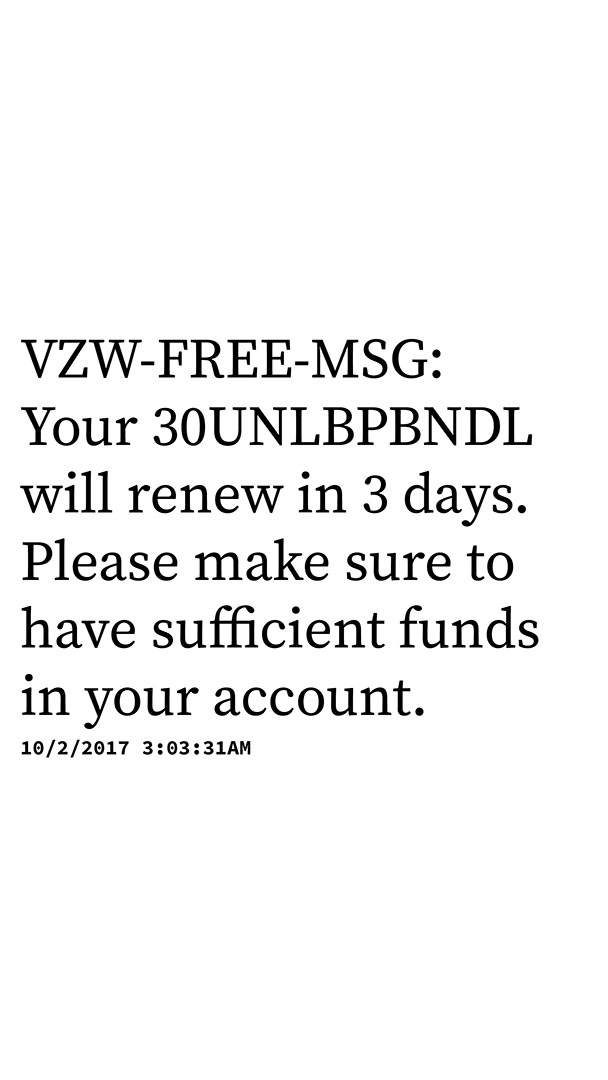 VZW-FREE-MSG:
Your 30UNLBPBNDL
will renew in 3 days.
Please make sure to
have sufficient funds
in your account.
10/2/2017 3:03:31AM